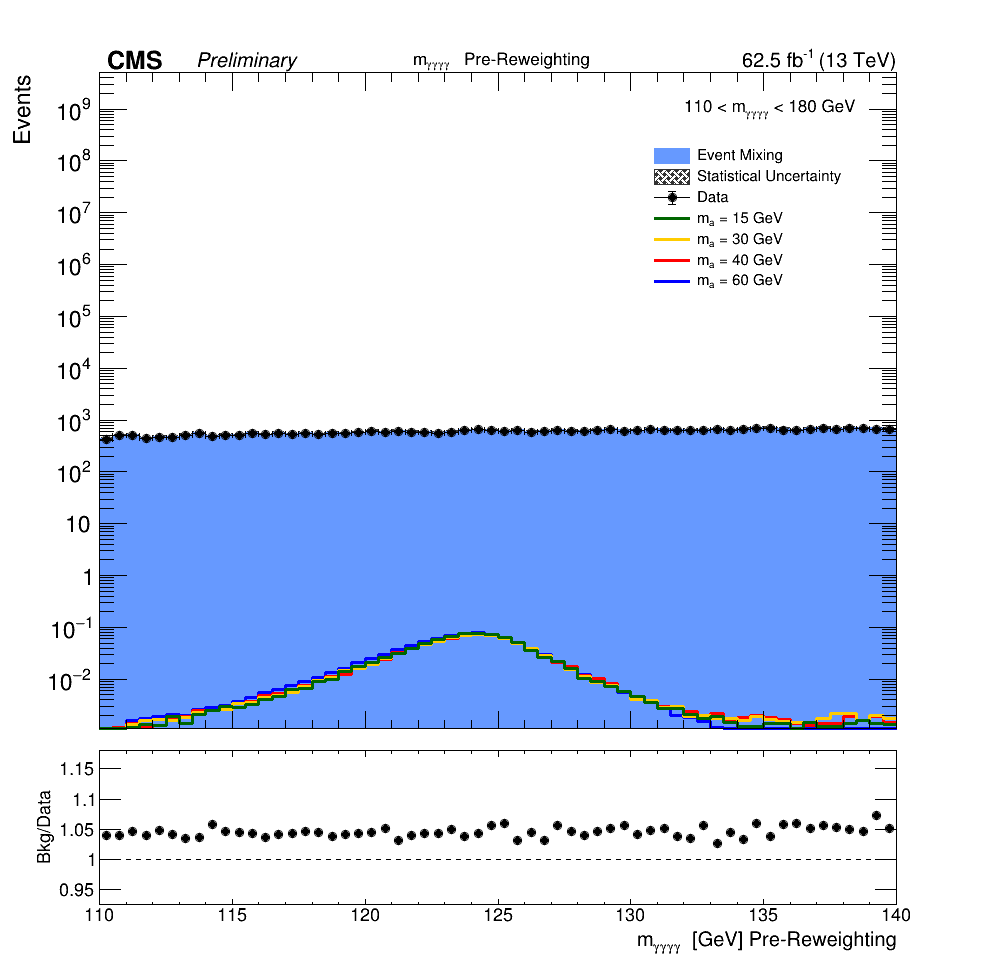 CMS Preliminary m_γγγγ Pre-Reweighting 62.5 fb⁻¹ (13 TeV)
Events
110 < m_γγγγ < 180 GeV
Event Mixing
Statistical Uncertainty
Data
m_a = 15 GeV
m_a = 30 GeV
m_a = 40 GeV
m_a = 60 GeV
10⁹
10⁸
10⁷
10⁶
10⁵
10⁴
10³
10²
10
1
10⁻¹
10⁻²
Bkg/Data
1.15
1.1
1.05
1
0.95
110 115 120 125 130 135 140
m_γγγγ [GeV] Pre-Reweighting